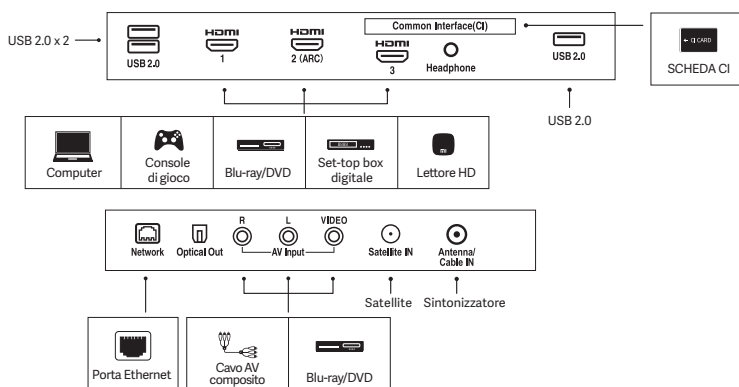 Common Interface(CI)
USB 2.0 x 2
USB 2.0
HDMI
1
HDMI
2 (ARC)
HDMI
3
Headphone
USB 2.0
← CI CARD
SCHEDA CI
USB 2.0
Computer
Console
di gioco
Blu-ray/DVD
Set-top box
digitale
mi
Lettore HD
Network
Optical Out
R
L
VIDEO
AV Input
Satellite IN
Antenna/
Cable IN
Satellite
Sintonizzatore
Porta Ethernet
Cavo AV
composito
Blu-ray/DVD